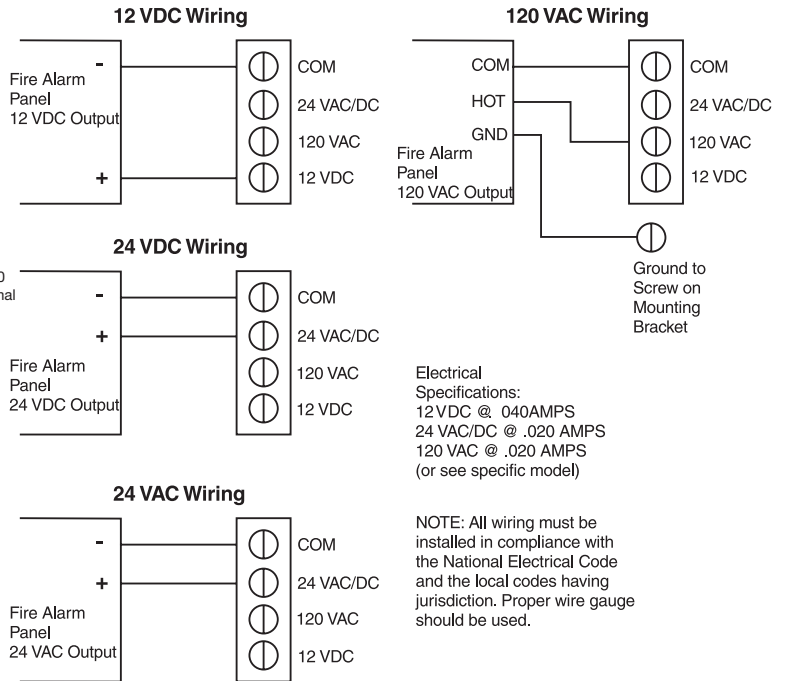 12 VDC Wiring
-
Fire Alarm
Panel
12 VDC Output
+
COM
24 VAC/DC
120 VAC
12 VDC
120 VAC Wiring
COM
HOT
GND
Fire Alarm
Panel
120 VAC Output
COM
24 VAC/DC
120 VAC
12 VDC
Ground to
Screw on
Mounting
Bracket
24 VDC Wiring
-
+
Fire Alarm
Panel
24 VDC Output
COM
24 VAC/DC
120 VAC
12 VDC
Electrical
Specifications:
12 VDC @ 040AMPS
24 VAC/DC @ .020 AMPS
120 VAC @ .020 AMPS
(or see specific model)
24 VAC Wiring
-
+
Fire Alarm
Panel
24 VAC Output
COM
24 VAC/DC
120 VAC
12 VDC
NOTE: All wiring must be
installed in compliance with
the National Electrical Code
and the local codes having
jurisdiction. Proper wire gauge
should be used.